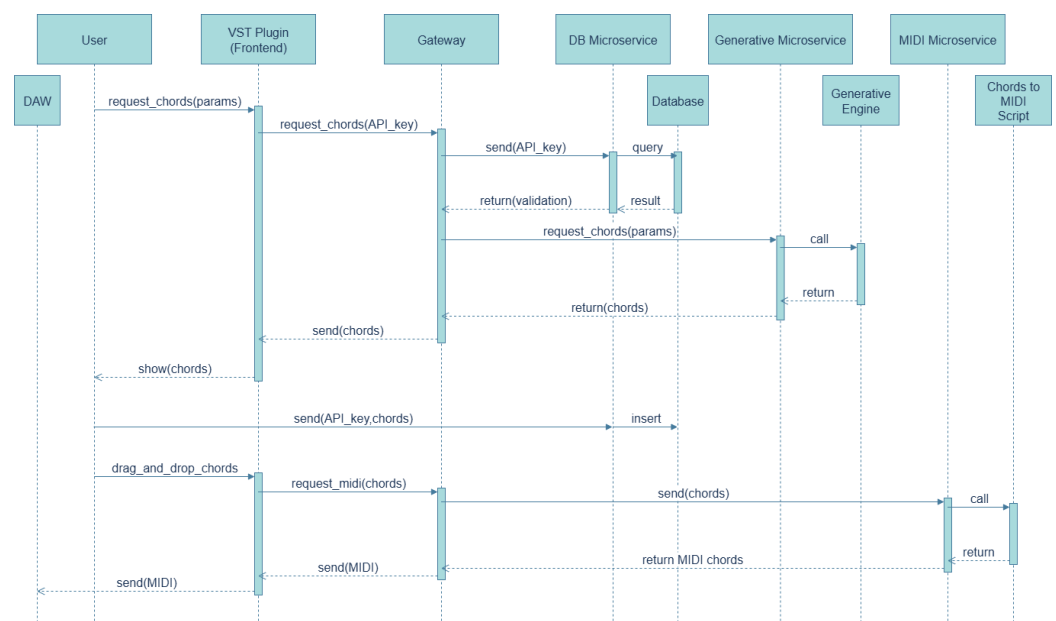 User
VST Plugin
(Frontend)
Gateway
DB Microservice
Generative Microservice
MIDI Microservice
DAW
Database
Generative
Engine
Chords to
MIDI
Script
request_chords(params)
request_chords(API_key)
send(API_key)
query
return(validation)
result
request_chords(params)
call
return
return(chords)
send(chords)
show(chords)
send(API_key,chords)
insert
drag_and_drop_chords
request_midi(chords)
send(chords)
call
return
return MIDI chords
send(MIDI)
send(MIDI)